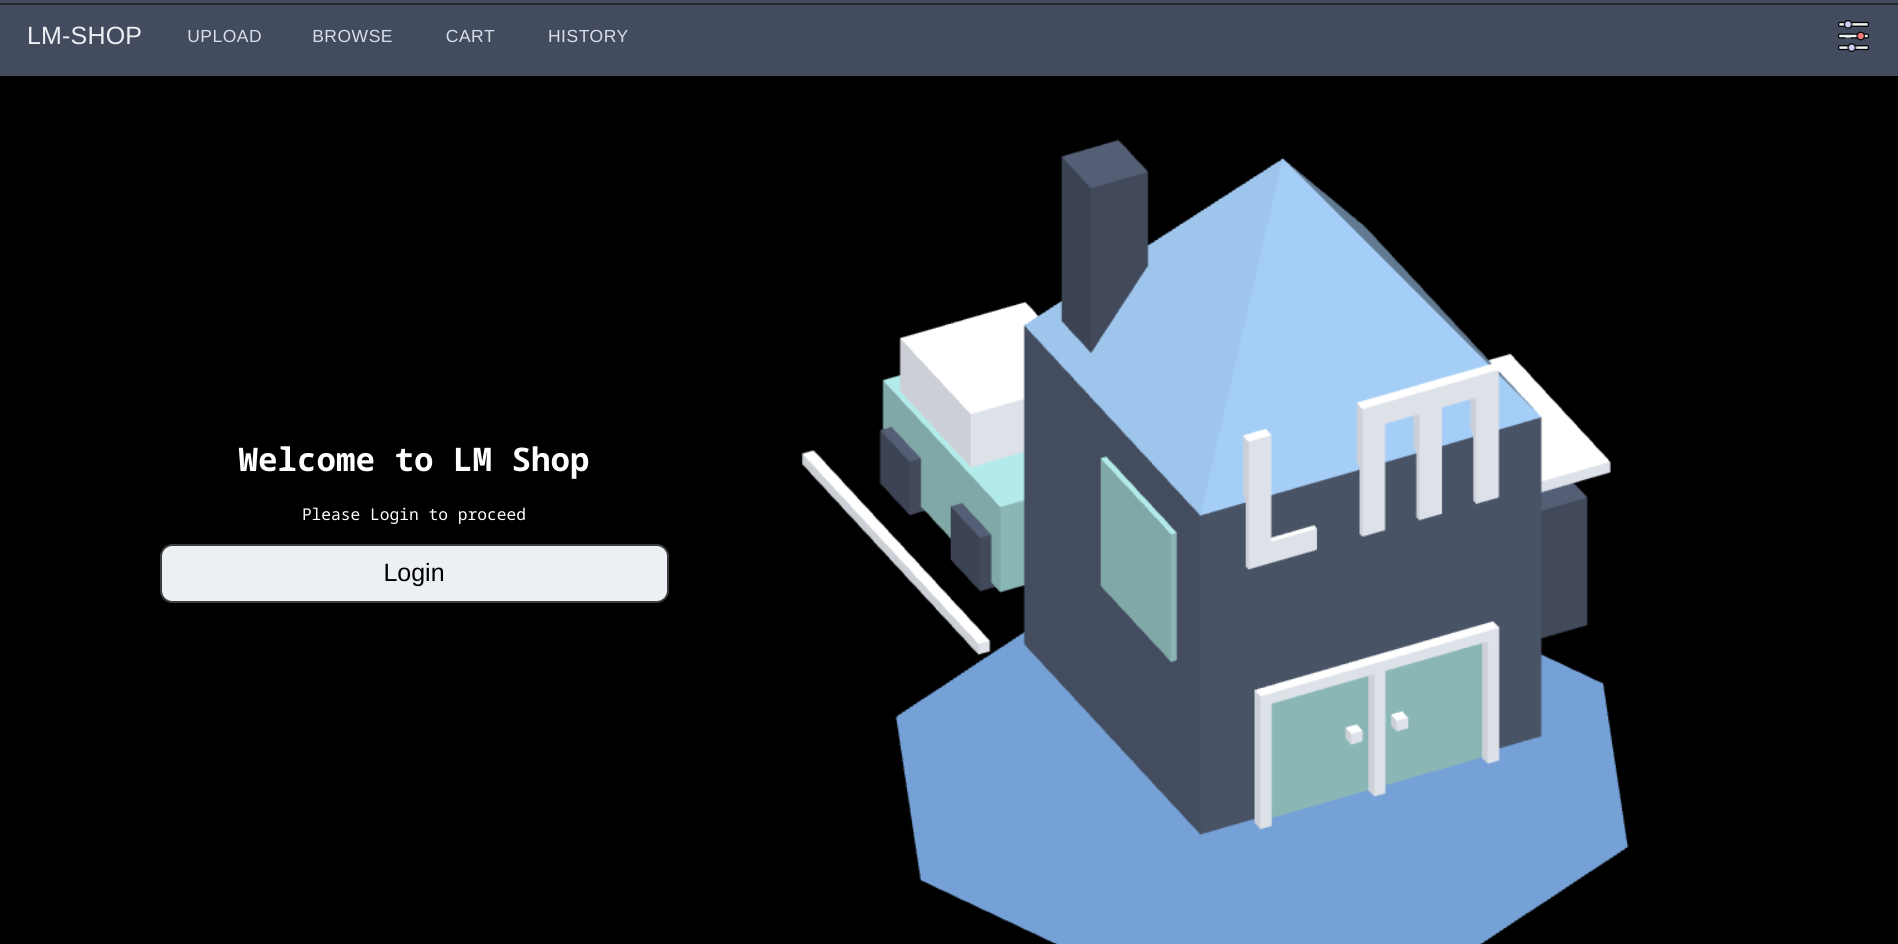 LM-SHOP UPLOAD BROWSE CART HISTORY
Welcome to LM Shop
Please Login to proceed
Login
LM